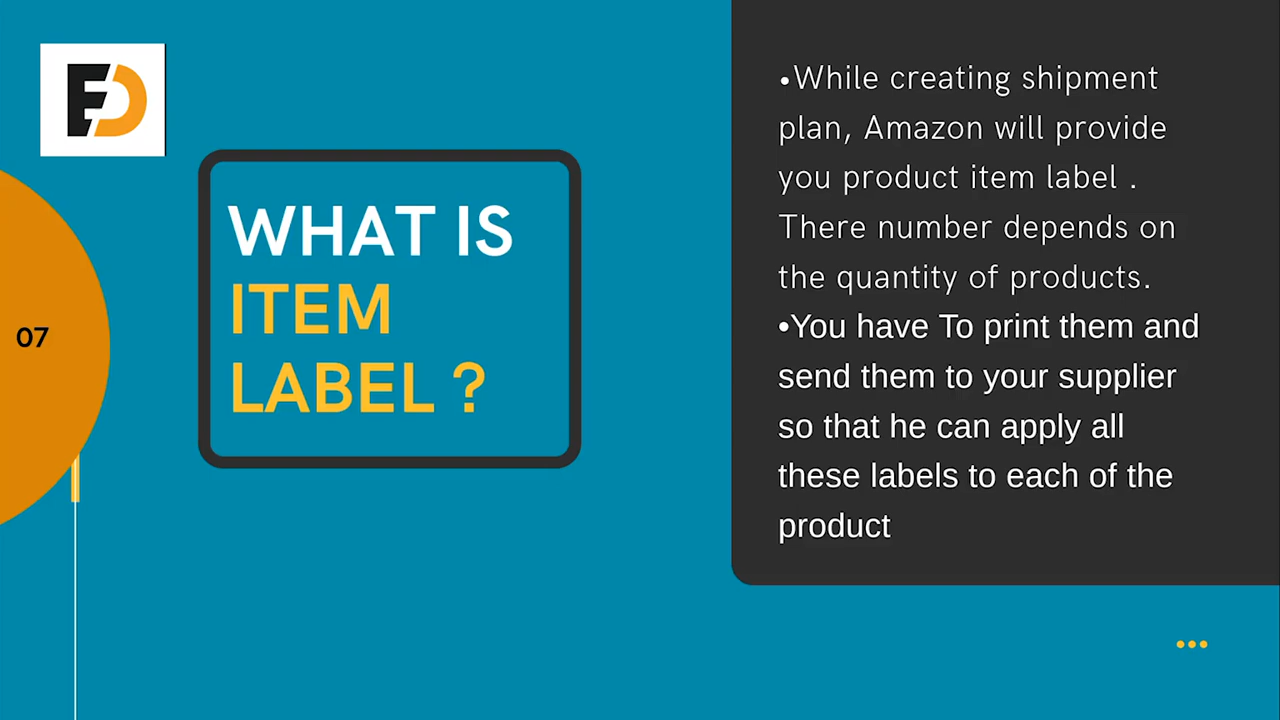 07
WHAT IS
ITEM
LABEL ?
•While creating shipment
plan, Amazon will provide
you product item label .
There number depends on
the quantity of products.
•You have To print them and
send them to your supplier
so that he can apply all
these labels to each of the
product